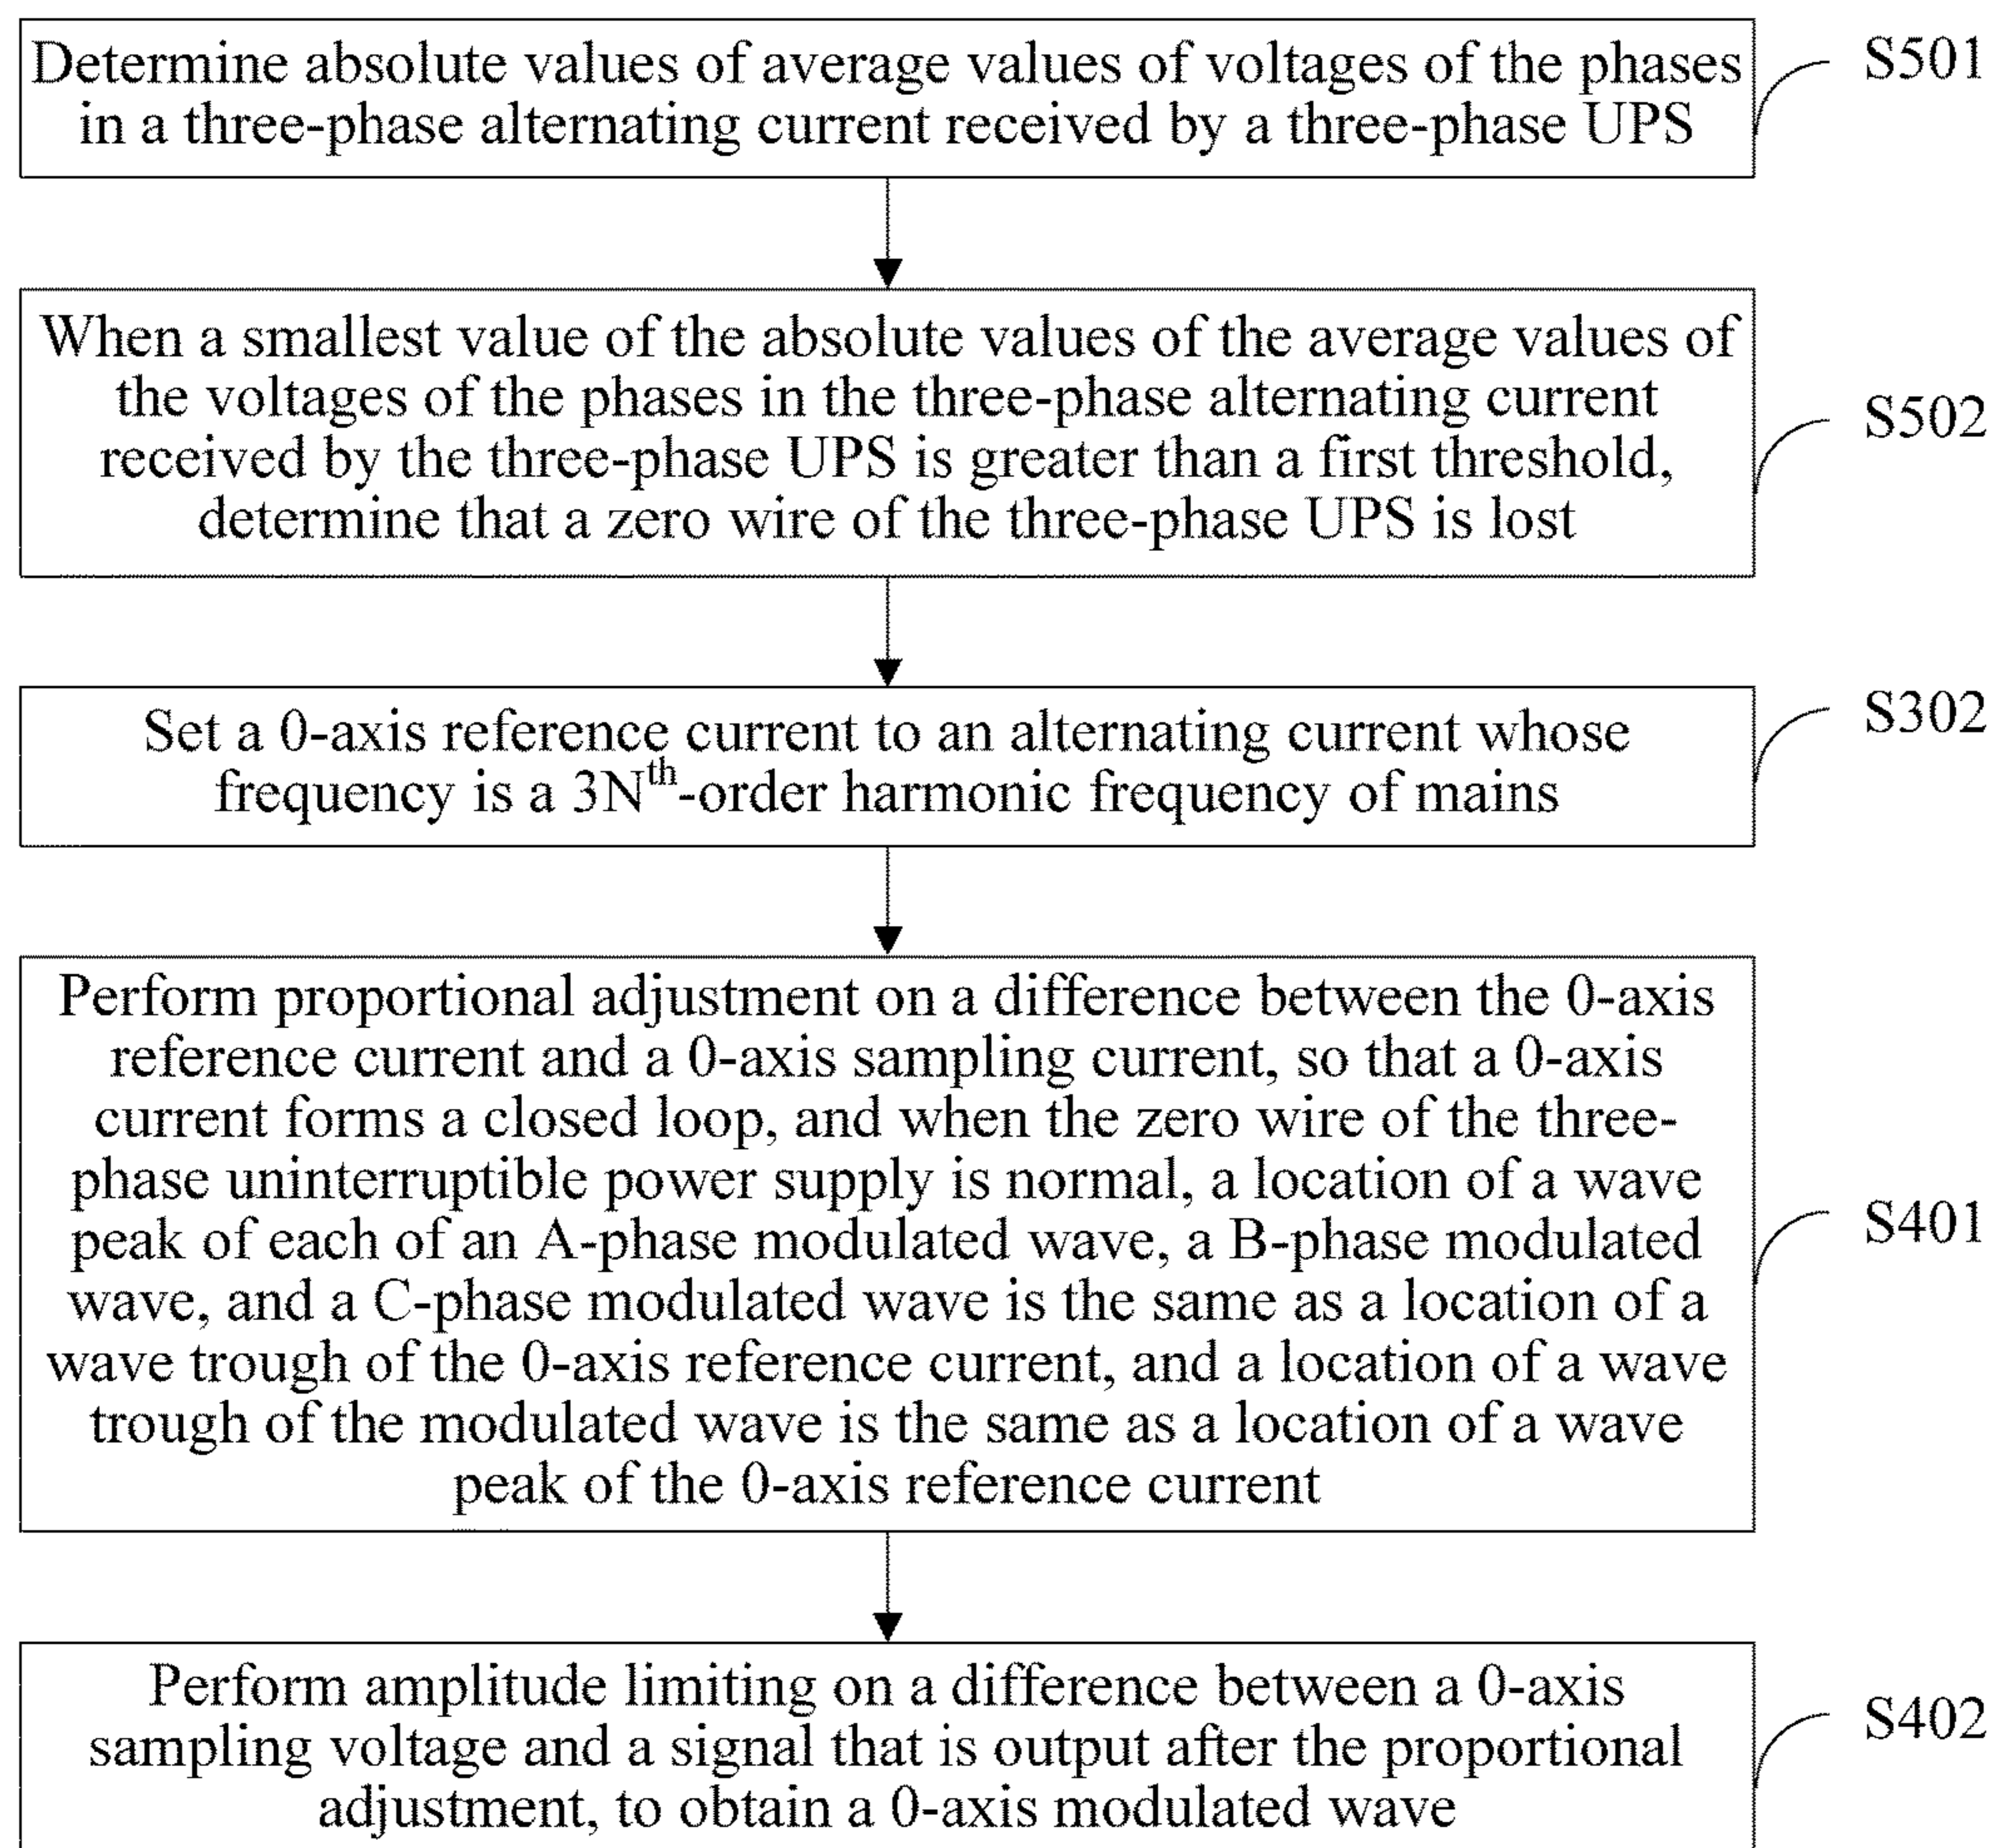 Determine absolute values of average values of voltages of the phases
in a three-phase alternating current received by a three-phase UPS
S501
When a smallest value of the absolute values of the average values of
the voltages of the phases in the three-phase alternating current
received by the three-phase UPS is greater than a first threshold,
determine that a zero wire of the three-phase UPS is lost
S502
Set a 0-axis reference current to an alternating current whose
frequency is a 3Nth-order harmonic frequency of mains
S302
Perform proportional adjustment on a difference between the 0-axis
reference current and a 0-axis sampling current, so that a 0-axis
current forms a closed loop, and when the zero wire of the three-
phase uninterruptible power supply is normal, a location of a wave
peak of each of an A-phase modulated wave, a B-phase modulated
wave, and a C-phase modulated wave is the same as a location of a
wave trough of the 0-axis reference current, and a location of a wave
trough of the modulated wave is the same as a location of a wave
peak of the 0-axis reference current
S401
Perform amplitude limiting on a difference between a 0-axis
sampling voltage and a signal that is output after the proportional
adjustment, to obtain a 0-axis modulated wave
S402